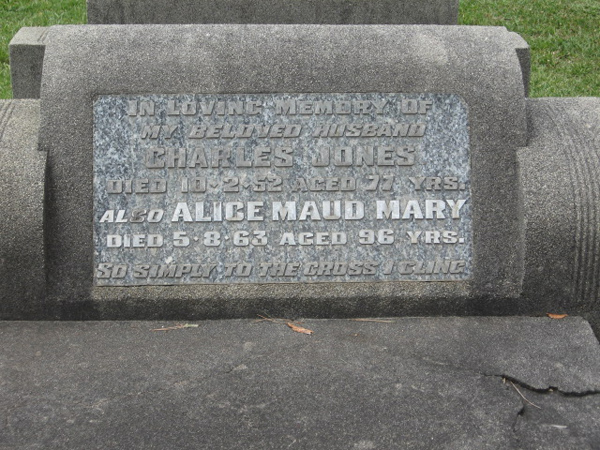 IN LOVING MEMORY OF
MY BELOVED HUSBAND
CHARLES JONES
DIED 10·2·52 AGED 77 YRS.
ALSO ALICE MAUD MARY
DIED 5·8·63 AGED 96 YRS.
SO SIMPLY TO THE CROSS I CLING